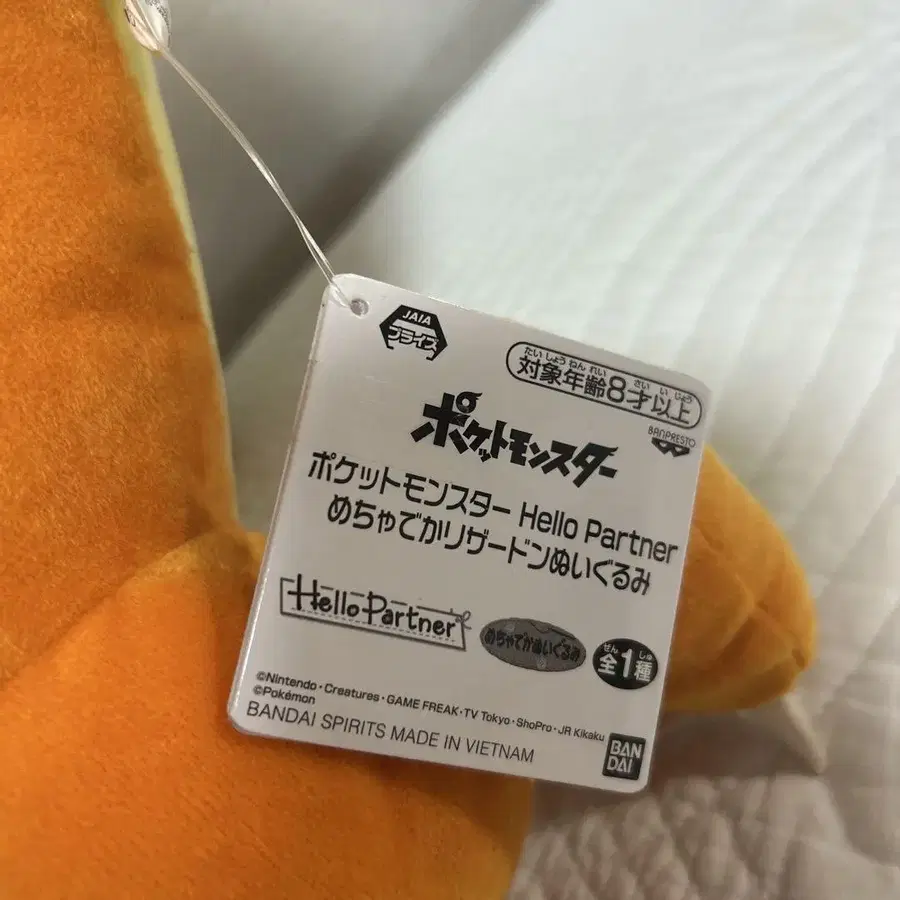 JAIA
プライズ
たいしょうねんれい さいいじょう
対象年齢8才以上
BANPRESTO
ポケットモンスター
ポケットモンスター Hello Partner
めちゃでかリザードンぬいぐるみ
Hello Partner
めちゃでかぬいぐるみ
ぜん しゅ
全1種
©Nintendo・Creatures・GAME FREAK・TV Tokyo・ShoPro・JR Kikaku
©Pokémon
BANDAI SPIRITS MADE IN VIETNAM
BAN
DAI